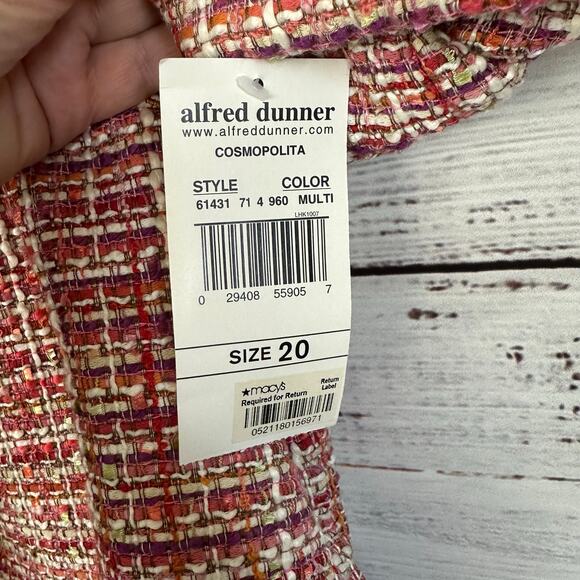 alfred dunner
www.alfreddunner.com
COSMOPOLITA
STYLE COLOR
61431 71 4 960 MULTI
LHK1007
0 29408 55905 7
SIZE 20
★macy's Return
Required for Return Label
0521180156971